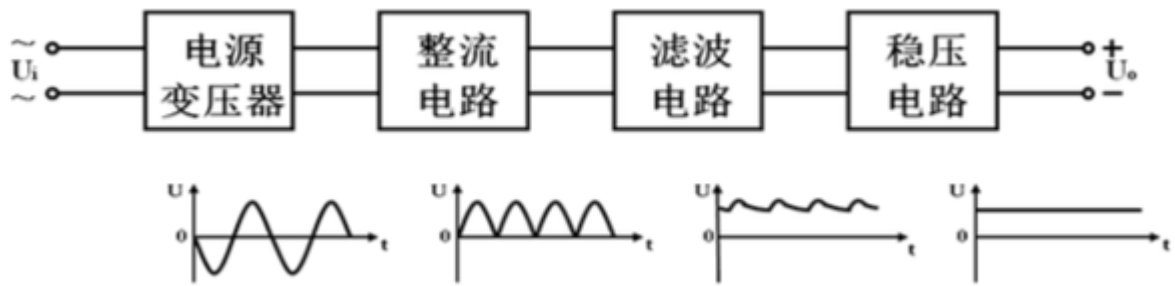 ~ 电源 整流 滤波 稳压 +
Ui Uo
~ 变压器 电路 电路 电路 −
U U U U
0 t 0 t 0 t 0 t